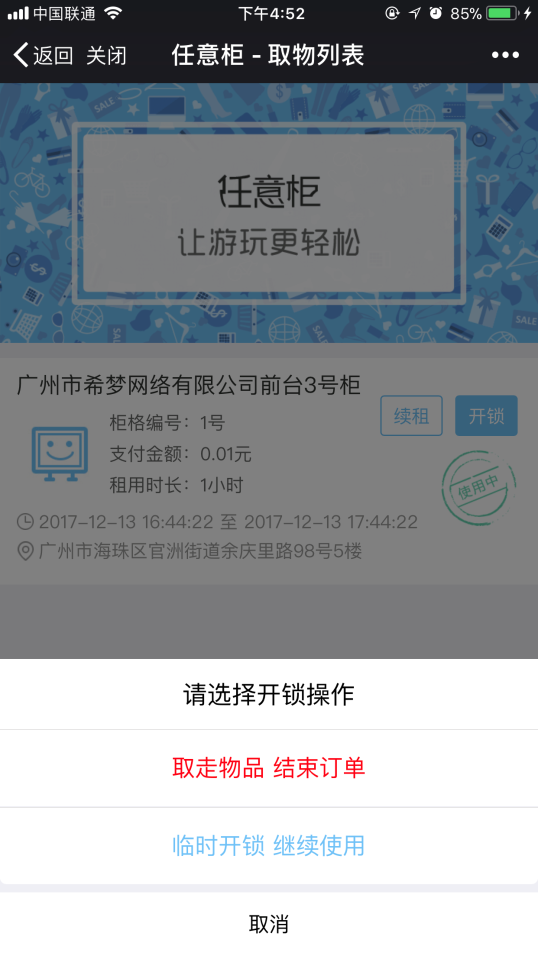 中国联通 下午4:52 85%
返回 关闭 任意柜 - 取物列表
任意柜
让游玩更轻松
广州市希梦网络有限公司前台3号柜
柜格编号：1号
续租 开锁
支付金额：0.01元
租用时长：1小时
使用中
2017-12-13 16:44:22 至 2017-12-13 17:44:22
广州市海珠区官洲街道余庆里路98号5楼
请选择开锁操作
取走物品 结束订单
临时开锁 继续使用
取消